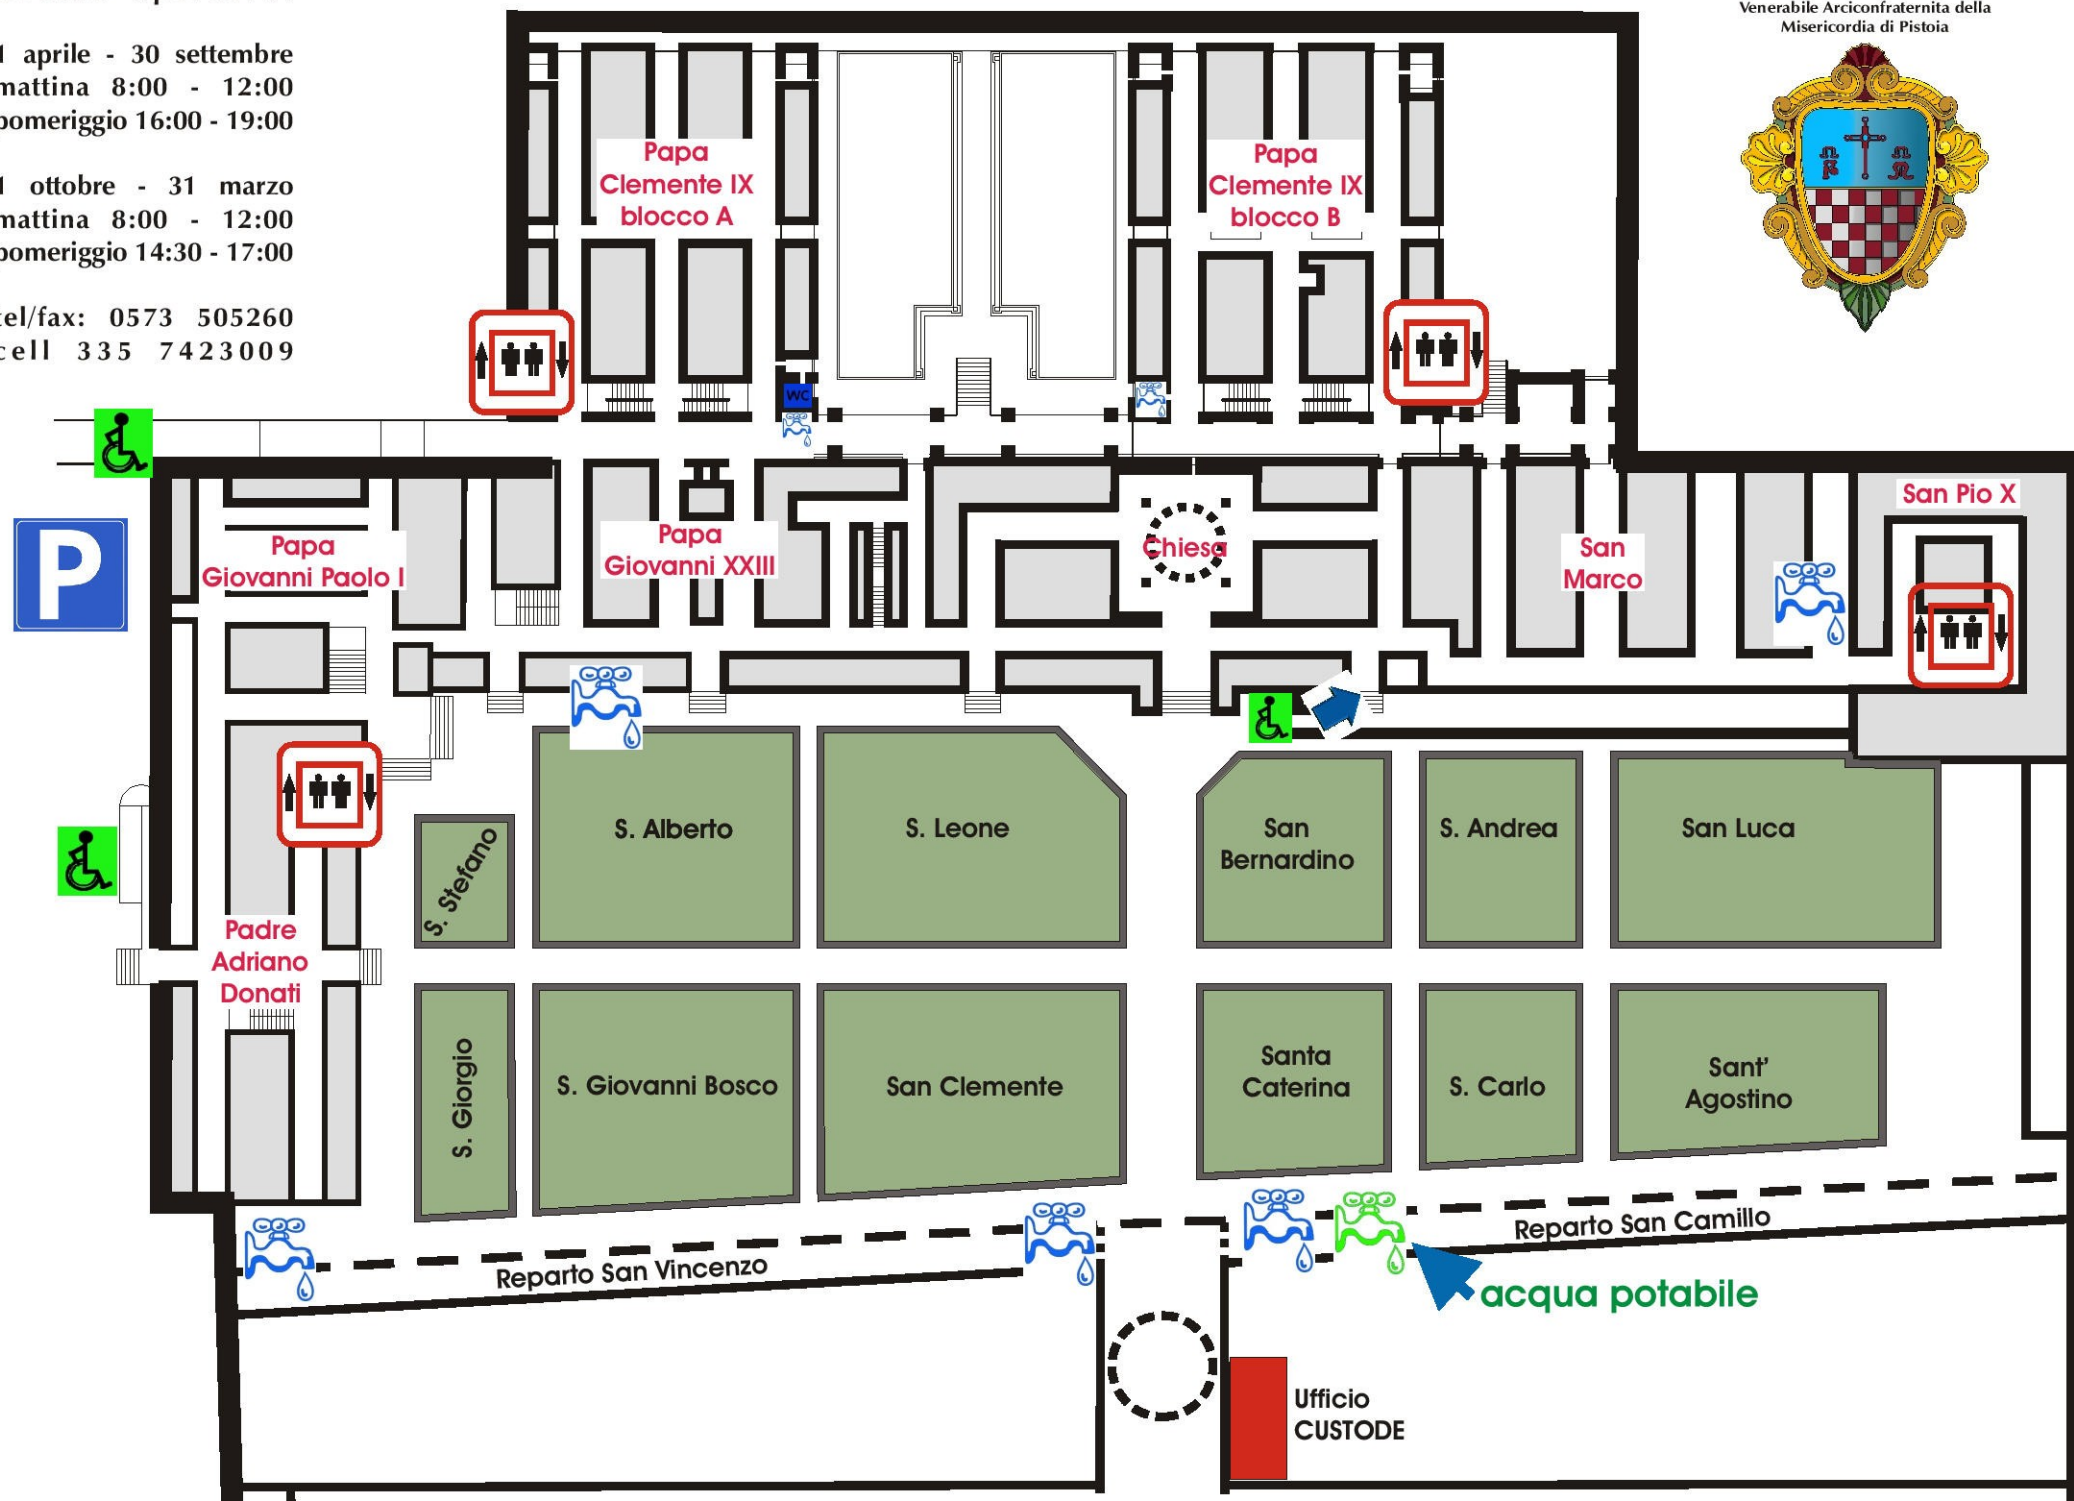 1 aprile - 30 settembre
mattina 8:00 - 12:00
pomeriggio 16:00 - 19:00
1 ottobre - 31 marzo
mattina 8:00 - 12:00
pomeriggio 14:30 - 17:00
tel/fax: 0573 505260
cell 335 7423009
Venerabile Arciconfraternita della
Misericordia di Pistoia
Papa
Clemente IX
blocco A
Papa
Clemente IX
blocco B
WC
P
Papa
Giovanni Paolo I
Papa
Giovanni XXIII
Chiesa
San
Marco
San Pio X
S. Stefano
S. Alberto
S. Leone
San
Bernardino
S. Andrea
San Luca
Padre
Adriano
Donati
S. Giorgio
S. Giovanni Bosco
San Clemente
Santa
Caterina
S. Carlo
Sant'
Agostino
Reparto San Vincenzo
Reparto San Camillo
acqua potabile
Ufficio
CUSTODE